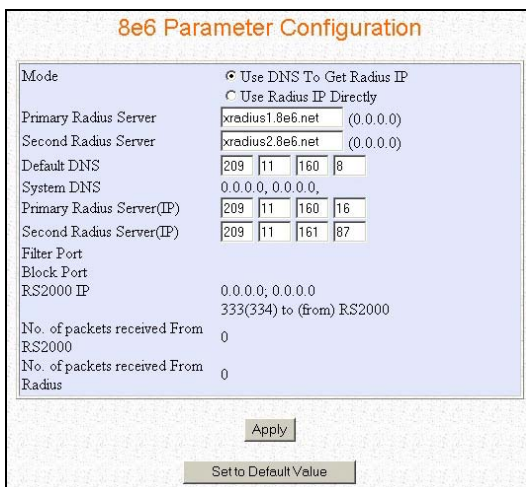 8e6 Parameter Configuration
Mode Use DNS To Get Radius IP
Use Radius IP Directly
Primary Radius Server xradius1.8e6.net (0.0.0.0)
Second Radius Server xradius2.8e6.net (0.0.0.0)
Default DNS 209 11 160 8
System DNS 0.0.0.0, 0.0.0.0,
Primary Radius Server(IP) 209 11 160 16
Second Radius Server(IP) 209 11 161 87
Filter Port
Block Port
RS2000 IP 0.0.0.0; 0.0.0.0
333(334) to (from) RS2000
No. of packets received From
RS2000 0
No. of packets received From
Radius 0
Apply
Set to Default Value